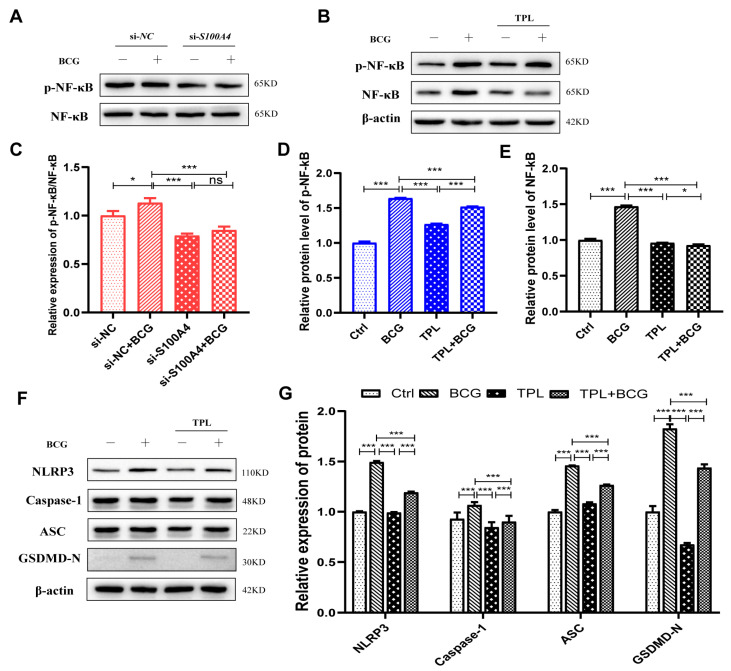 A
si-NC si-S100A4
BCG − + − +
p-NF-κB 65KD
NF-κB 65KD
B
TPL
BCG − + − +
p-NF-κB 65KD
NF-κB 65KD
β-actin 42KD
C
Relative expression of p-NF-κB/NF-κB
1.5
1.0
0.5
0.0
***
* *** ns
si-NC
si-NC+BCG
si-S100A4
si-S100A4+BCG
D
Relative protein level of p-NF-kB
2.0
1.5
1.0
0.5
0.0
***
*** *** ***
Ctrl
BCG
TPL
TPL+BCG
E
Relative protein level of NF-kB
2.0
1.5
1.0
0.5
0.0
***
*** *** *
Ctrl
BCG
TPL
TPL+BCG
F
TPL
BCG − + − +
NLRP3 110KD
Caspase-1 48KD
ASC 22KD
GSDMD-N 30KD
β-actin 42KD
G
Ctrl BCG TPL TPL+BCG
Relative expression of protein
2.0
1.5
1.0
0.5
0.0
***
*** *** ***
***
*** *** ***
***
*** *** ***
***
*** *** ***
NLRP3
Caspase-1
ASC
GSDMD-N